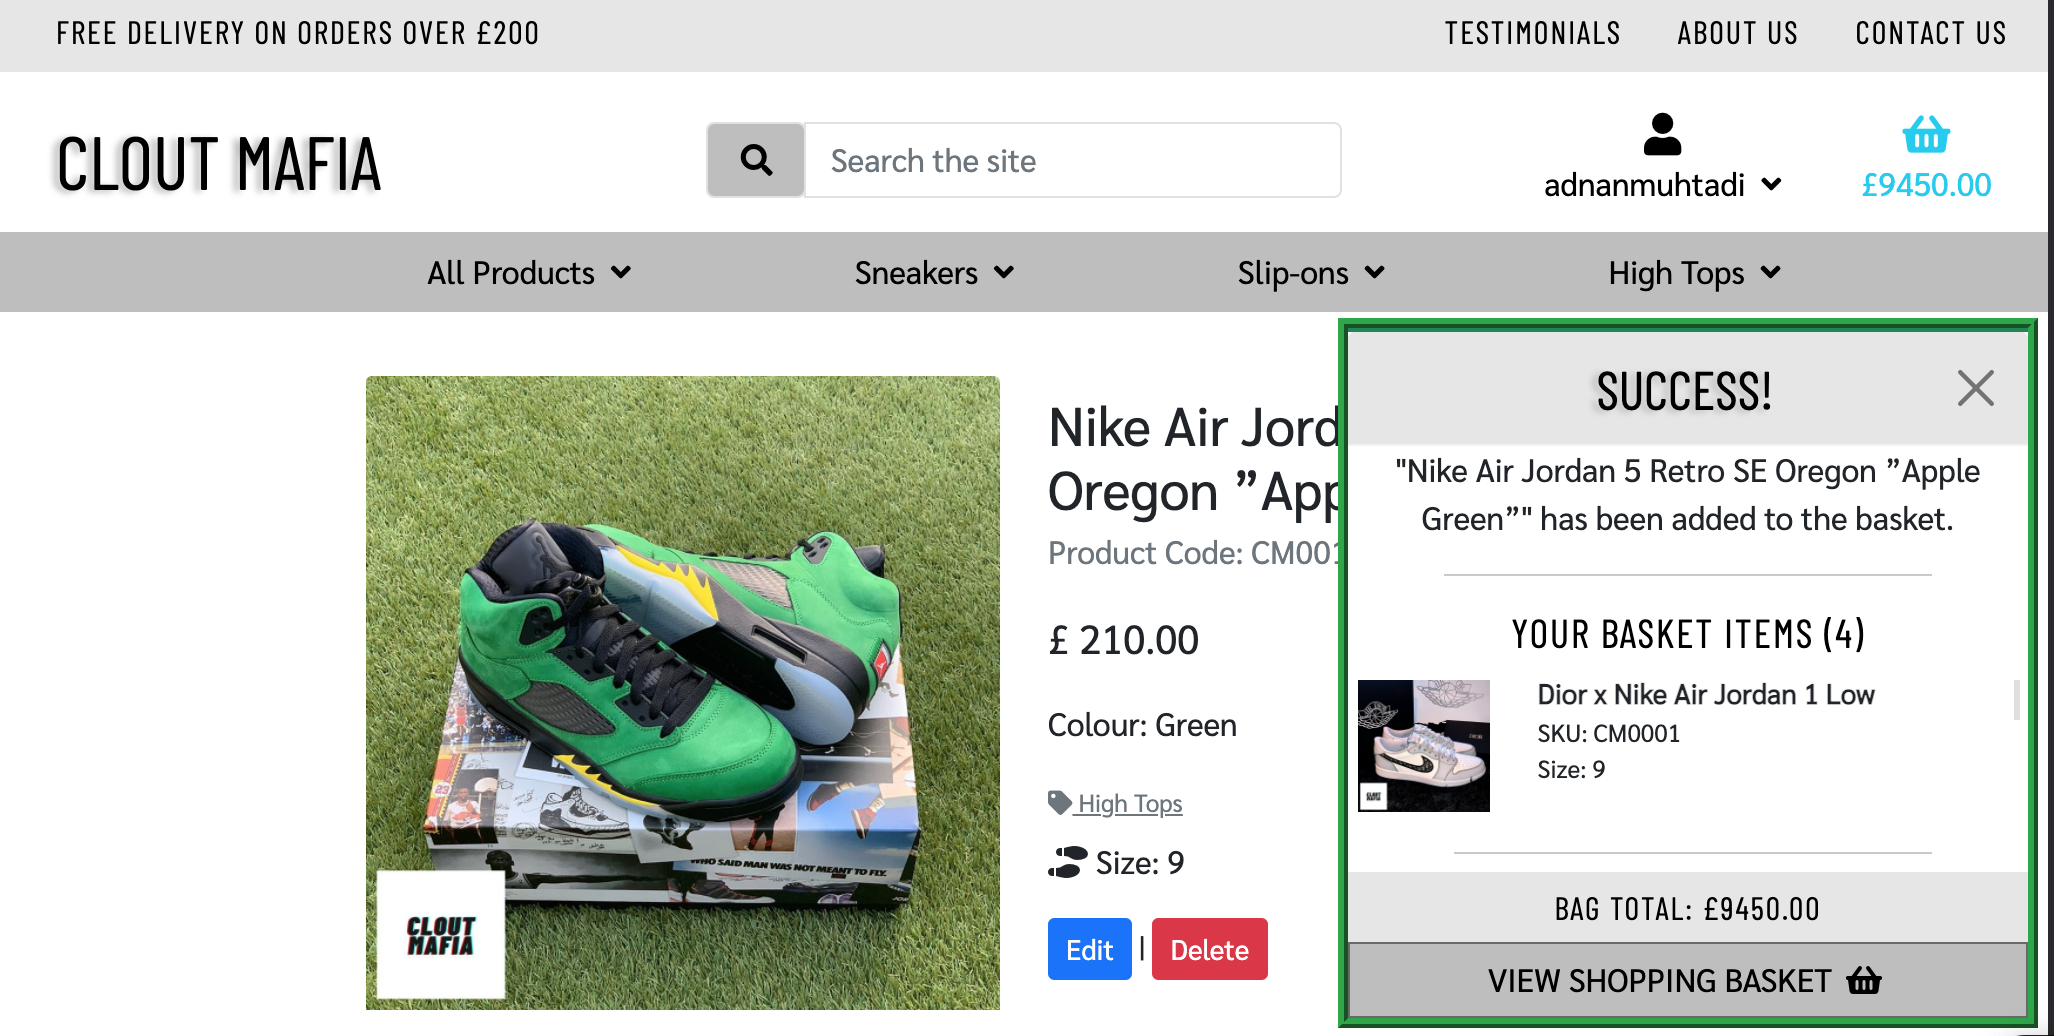 FREE DELIVERY ON ORDERS OVER £200
TESTIMONIALS
ABOUT US
CONTACT US
CLOUT MAFIA
Search the site
adnanmuhtadi
£9450.00
All Products
Sneakers
Slip-ons
High Tops
Nike Air Jord
Oregon ”App
Product Code: CM001
£ 210.00
Colour: Green
High Tops
Size: 9
Edit | Delete
23
WHO SAID MAN WAS NOT MEANT TO FLY.
CLOUT
MAFIA
SUCCESS!
"Nike Air Jordan 5 Retro SE Oregon ”Apple
Green”" has been added to the basket.
YOUR BASKET ITEMS (4)
Dior x Nike Air Jordan 1 Low
SKU: CM0001
Size: 9
CLOUT
MAFIA
BAG TOTAL: £9450.00
VIEW SHOPPING BASKET